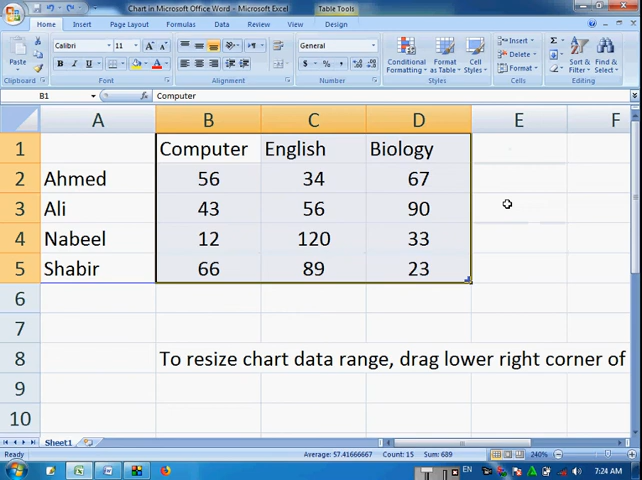 Chart in Microsoft Office Word - Microsoft Excel
Table Tools
Home Insert Page Layout Formulas Data Review View Design
Paste
Calibri 11
General
Conditional Formatting
Format as Table
Cell Styles
Insert
Delete
Format
Sort & Filter
Find & Select
Clipboard Font Alignment Number Styles Cells Editing
B1 Computer
A B C D E F
1 Computer English Biology
2 Ahmed 56 34 67
3 Ali 43 56 90
4 Nabeel 12 120 33
5 Shabir 66 89 23
6
7
8 To resize chart data range, drag lower right corner of
9
10
Sheet1
Ready Average: 57.41666667 Count: 15 Sum: 689 240%
EN 7:24 AM